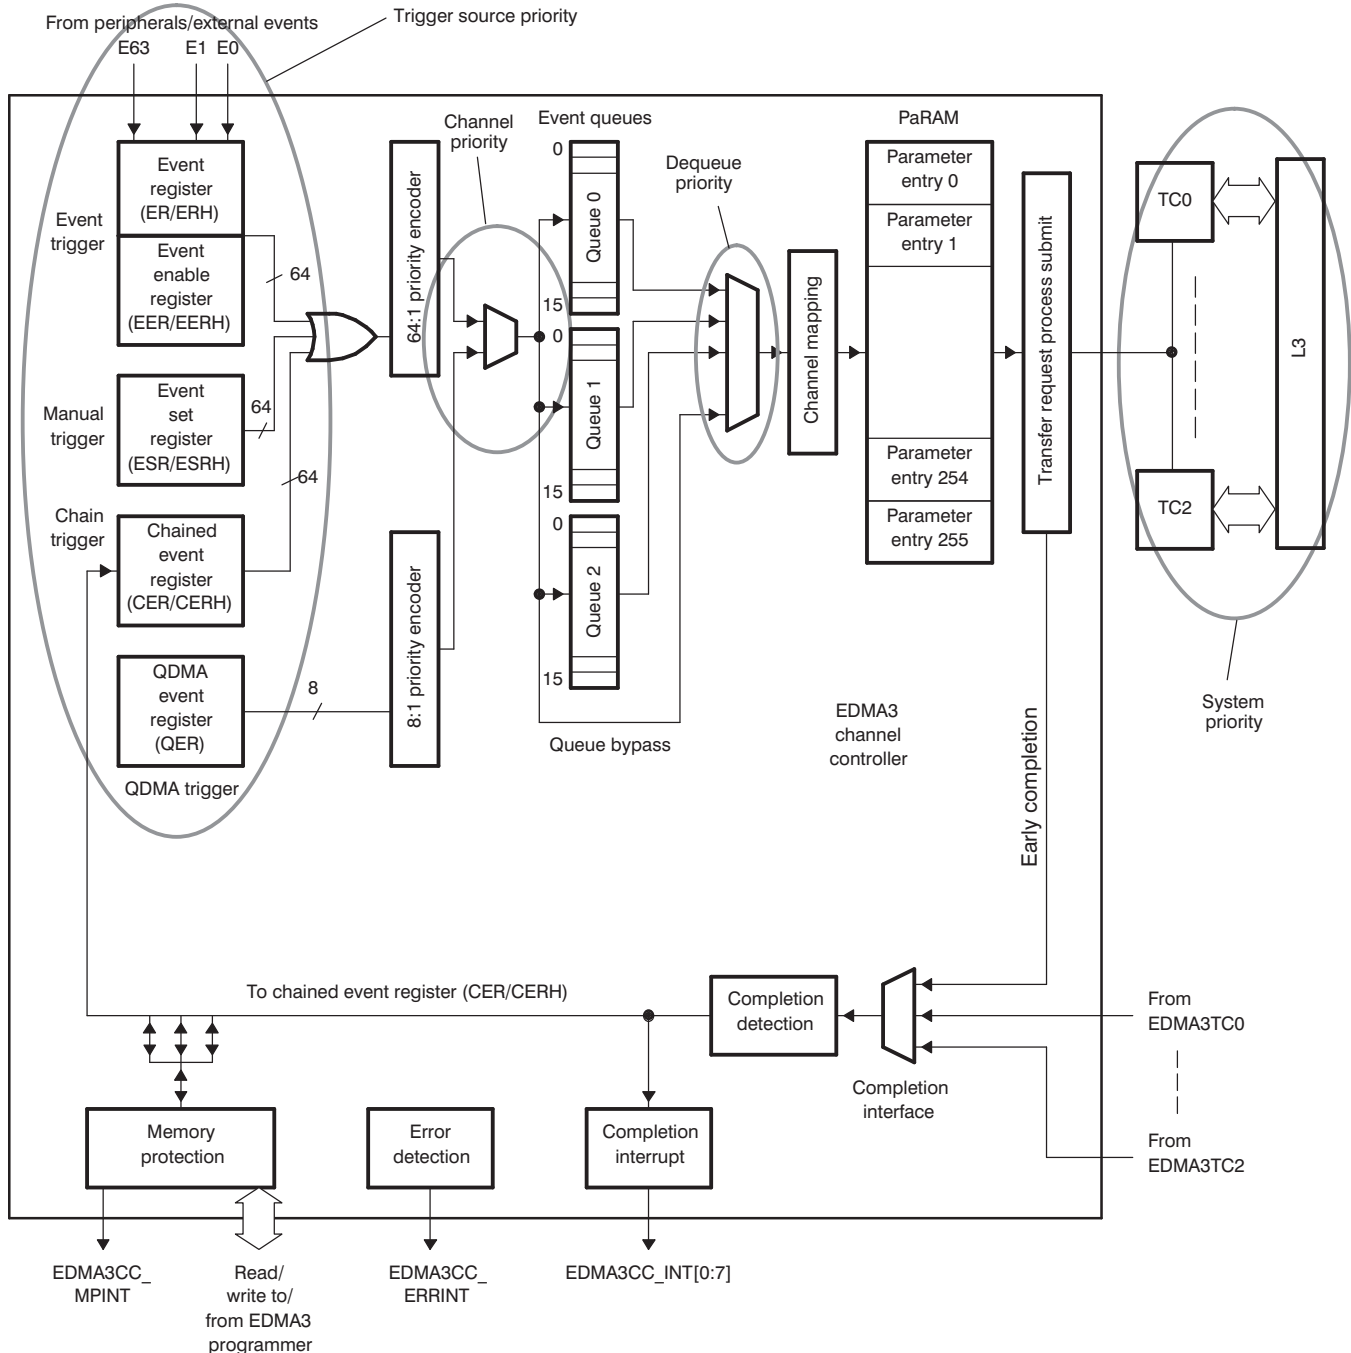 From peripherals/external events
Trigger source priority
E63
E1
E0
Event
register
(ER/ERH)
Event
trigger
Event
enable
register
(EER/EERH)
64
Manual
trigger
Event
set
register
(ESR/ESRH)
64
64
Chain
trigger
Chained
event
register
(CER/CERH)
QDMA
event
register
(QER)
8
QDMA trigger
64:1 priority encoder
8:1 priority encoder
Channel
priority
Event queues
0
Queue 0
15
0
Queue 1
15
0
Queue 2
15
Queue bypass
Dequeue
priority
Channel mapping
PaRAM
Parameter
entry 0
Parameter
entry 1
Parameter
entry 254
Parameter
entry 255
Transfer request process submit
TC0
TC2
L3
System
priority
EDMA3
channel
controller
Early completion
To chained event register (CER/CERH)
Completion
detection
Completion
interface
From
EDMA3TC0
From
EDMA3TC2
Memory
protection
Error
detection
Completion
interrupt
EDMA3CC_
MPINT
Read/
write to/
from EDMA3
programmer
EDMA3CC_
ERRINT
EDMA3CC_INT[0:7]